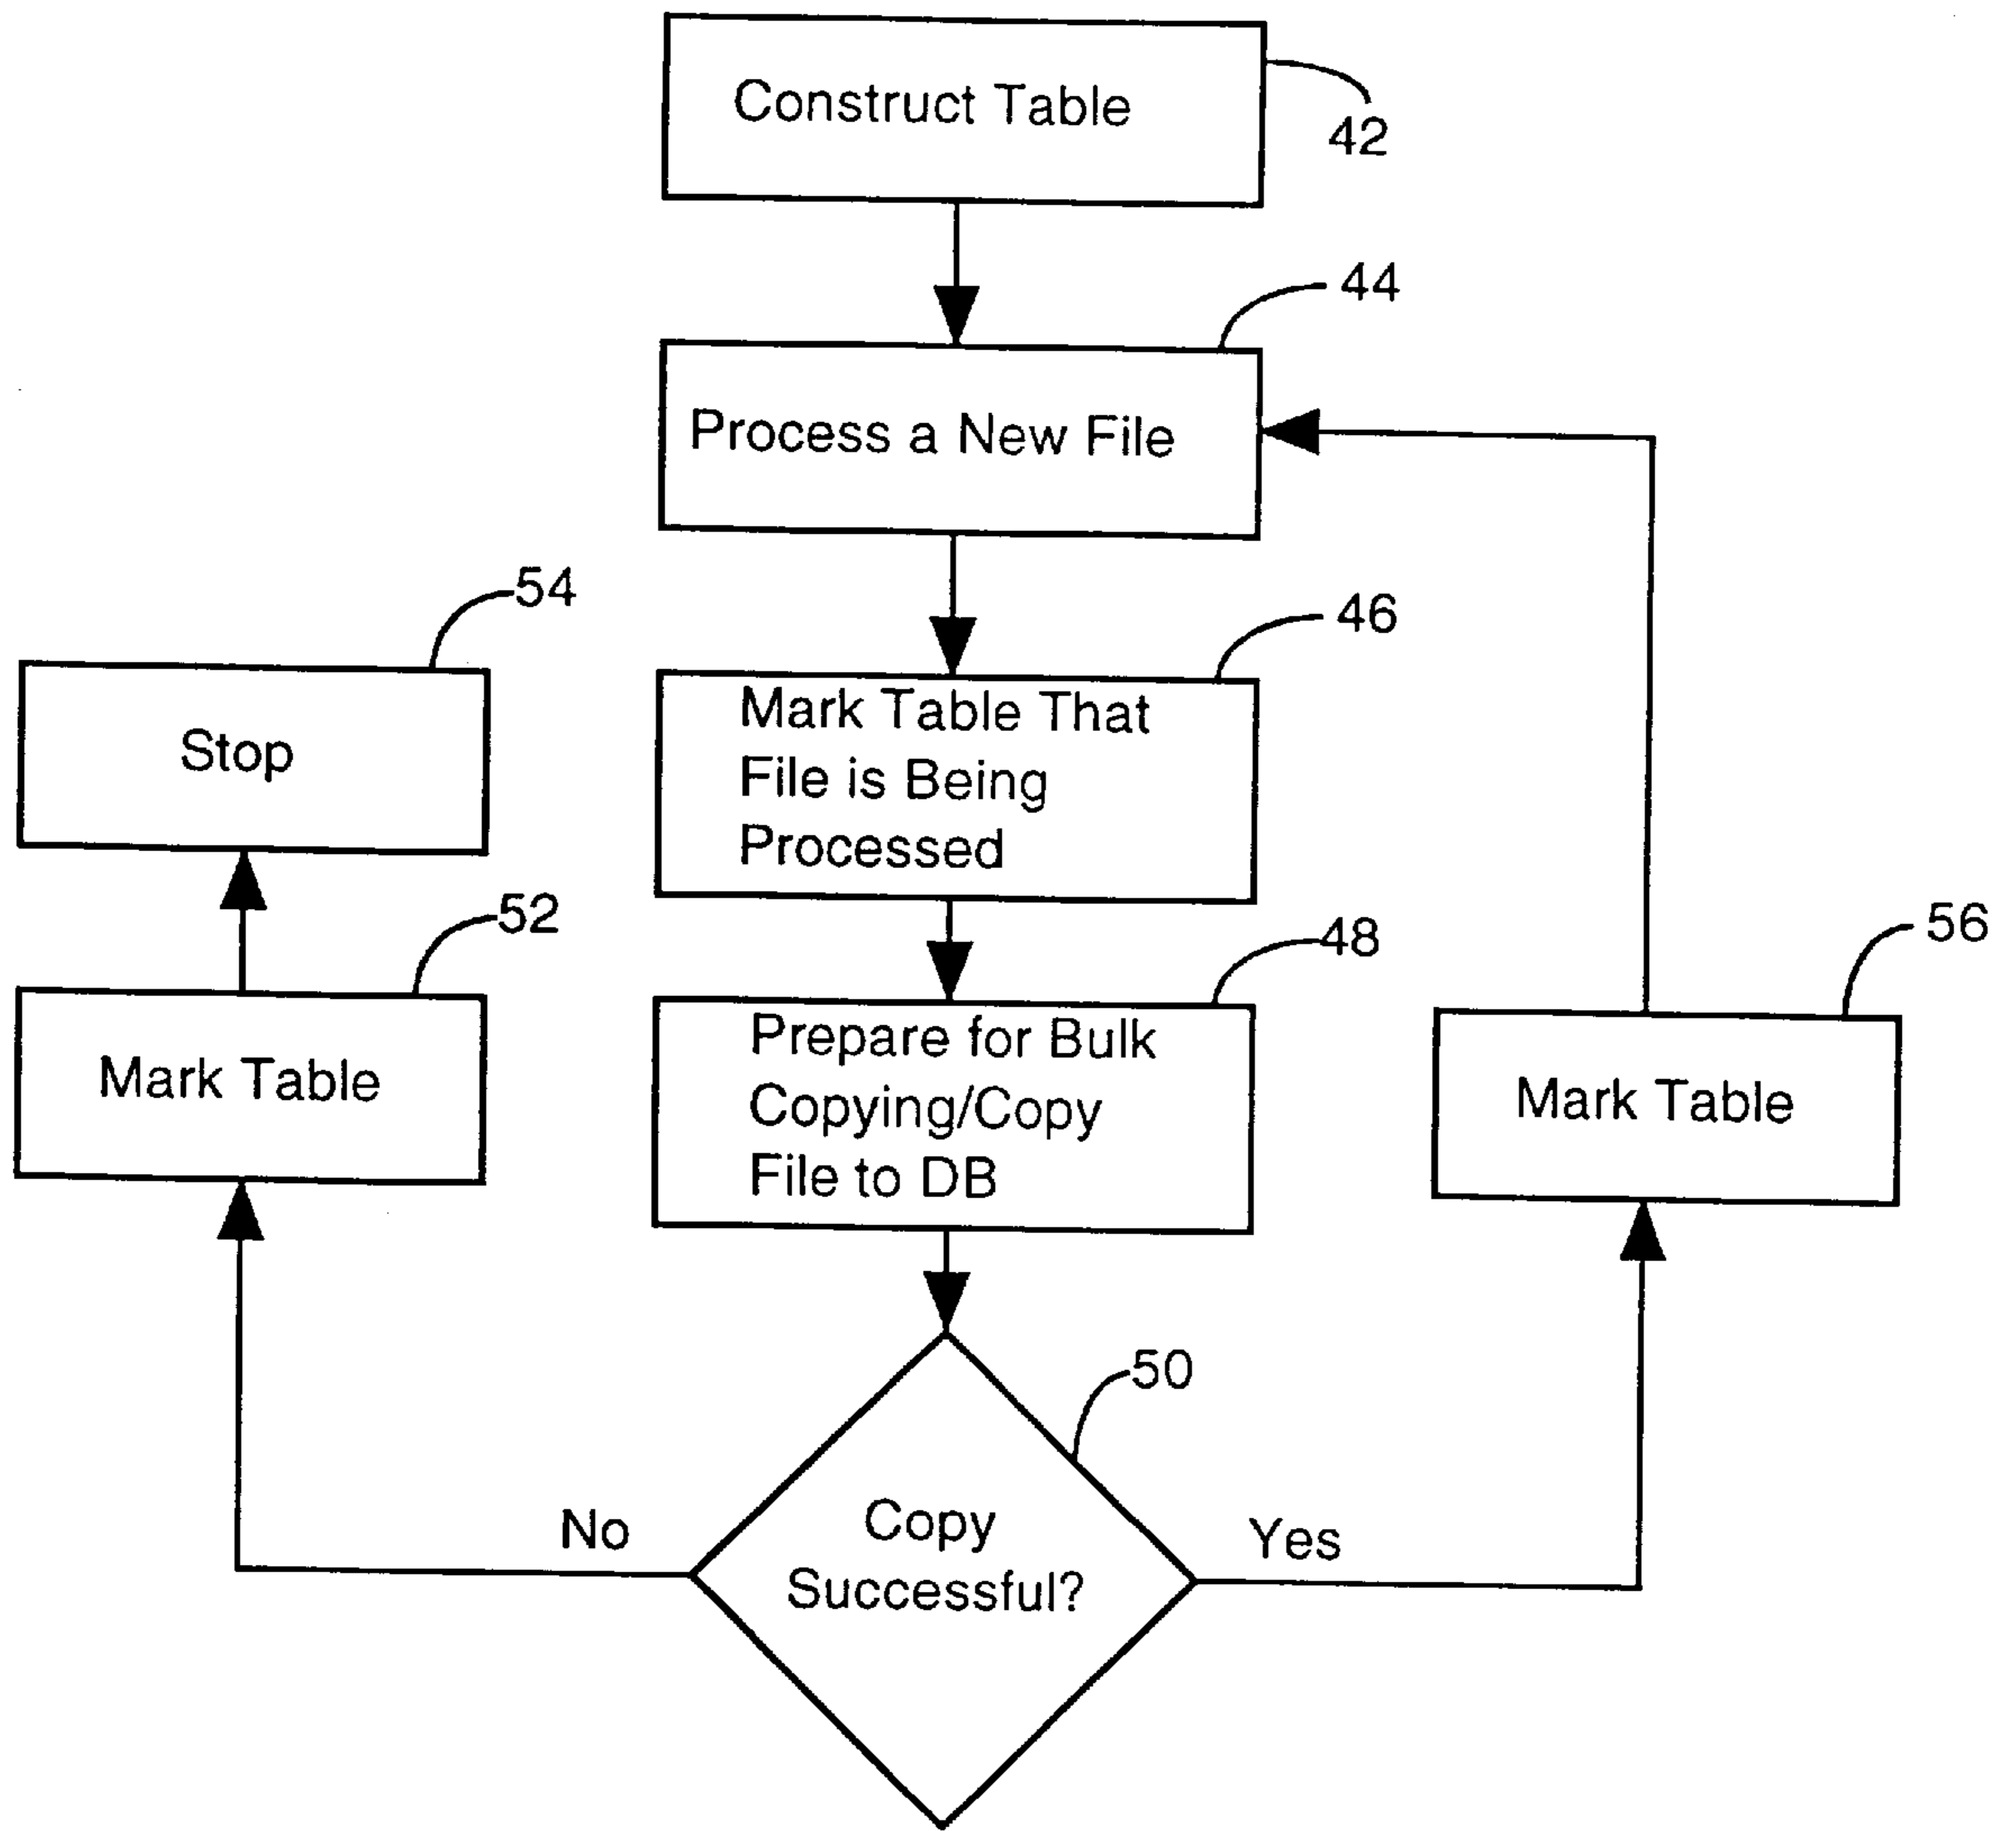 Construct Table
42
44
Process a New File
54
46
Stop
Mark Table That
File is Being
Processed
52
48
56
Mark Table
Prepare for Bulk
Copying/Copy
File to DB
Mark Table
50
No
Copy
Successful?
Yes